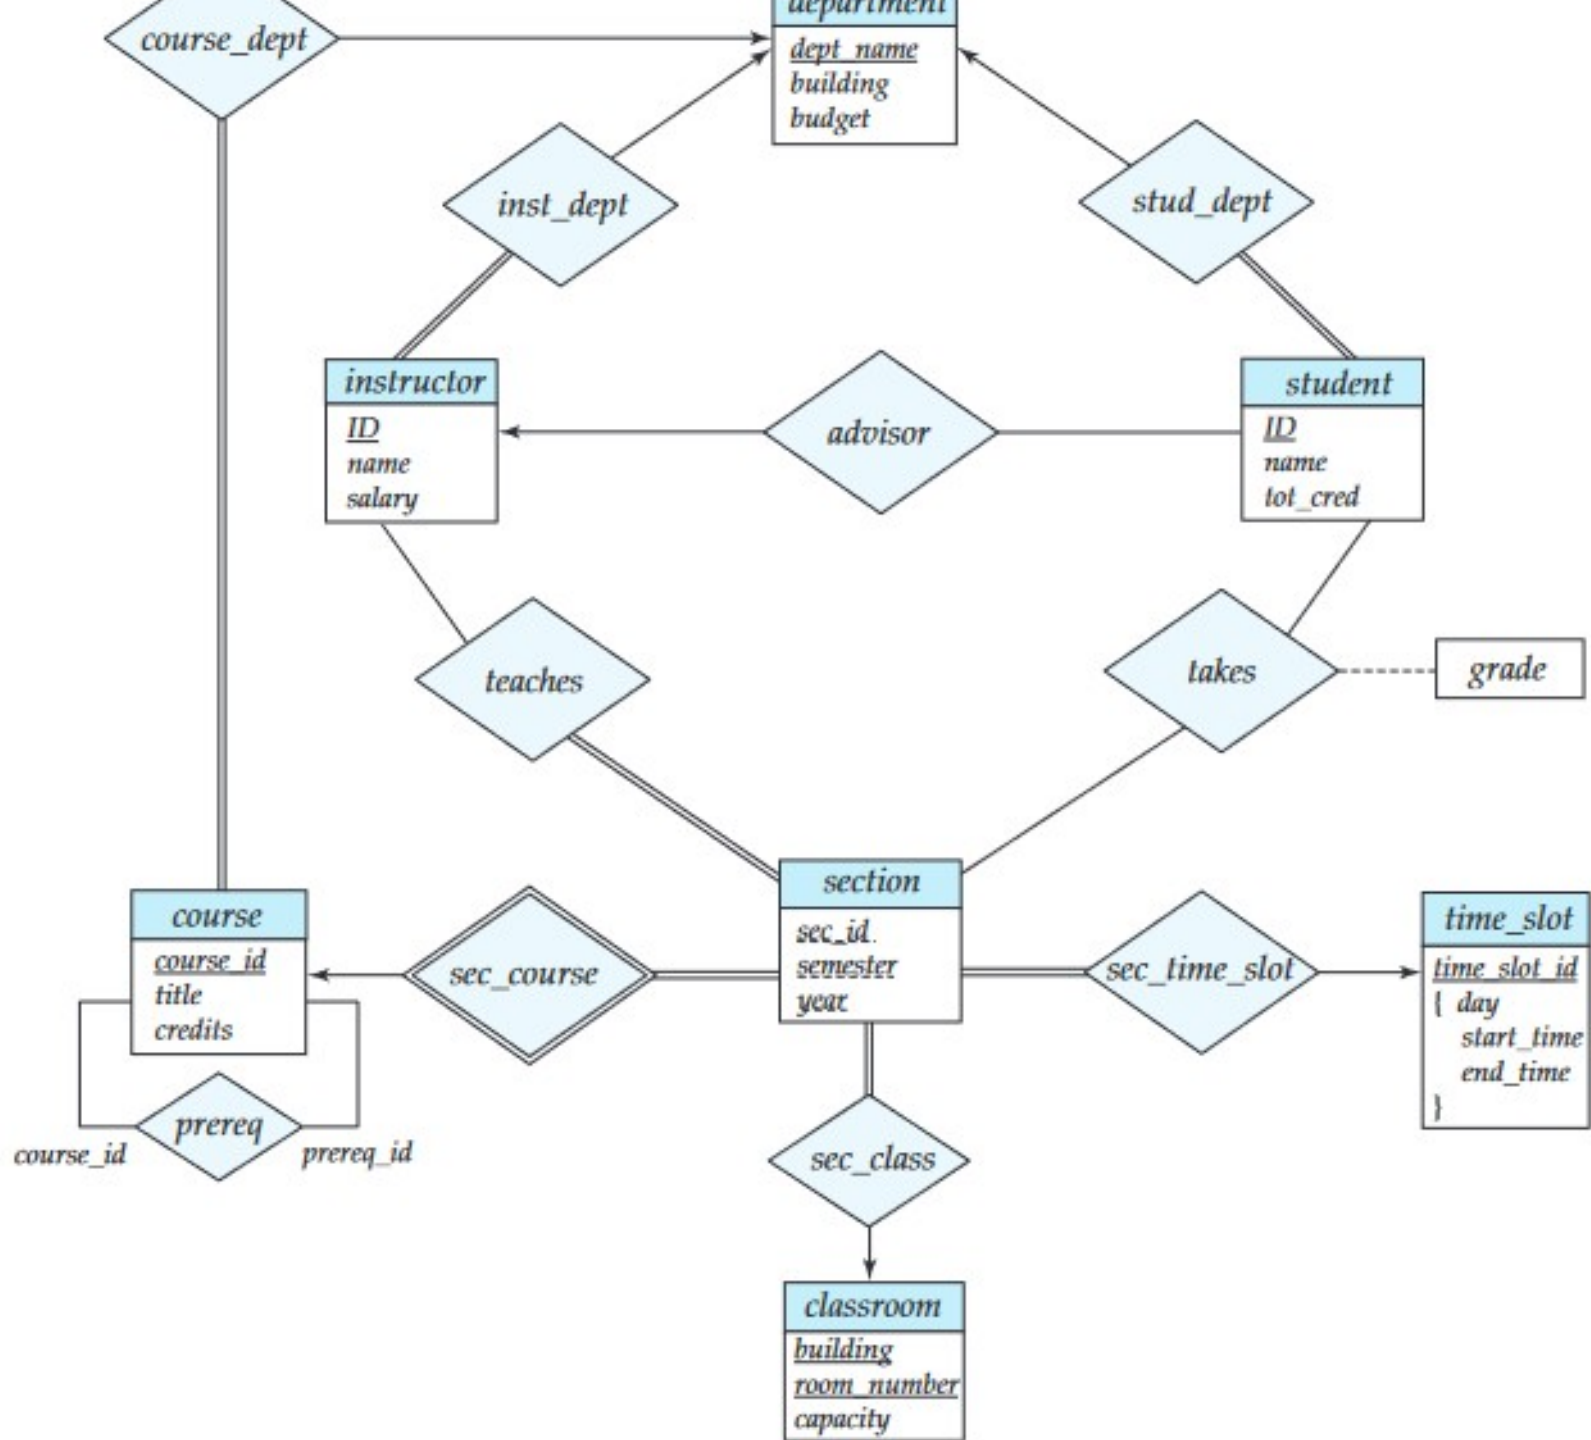 department
course_dept
dept_name
building
budget
inst_dept
stud_dept
instructor
ID
name
salary
advisor
student
ID
name
tot_cred
teaches
takes
grade
course
course_id
title
credits
sec_course
section
sec_id
semester
year
sec_time_slot
time_slot
time_slot_id
{ day
start_time
end_time
}
prereq
course_id
prereq_id
sec_class
classroom
building
room_number
capacity